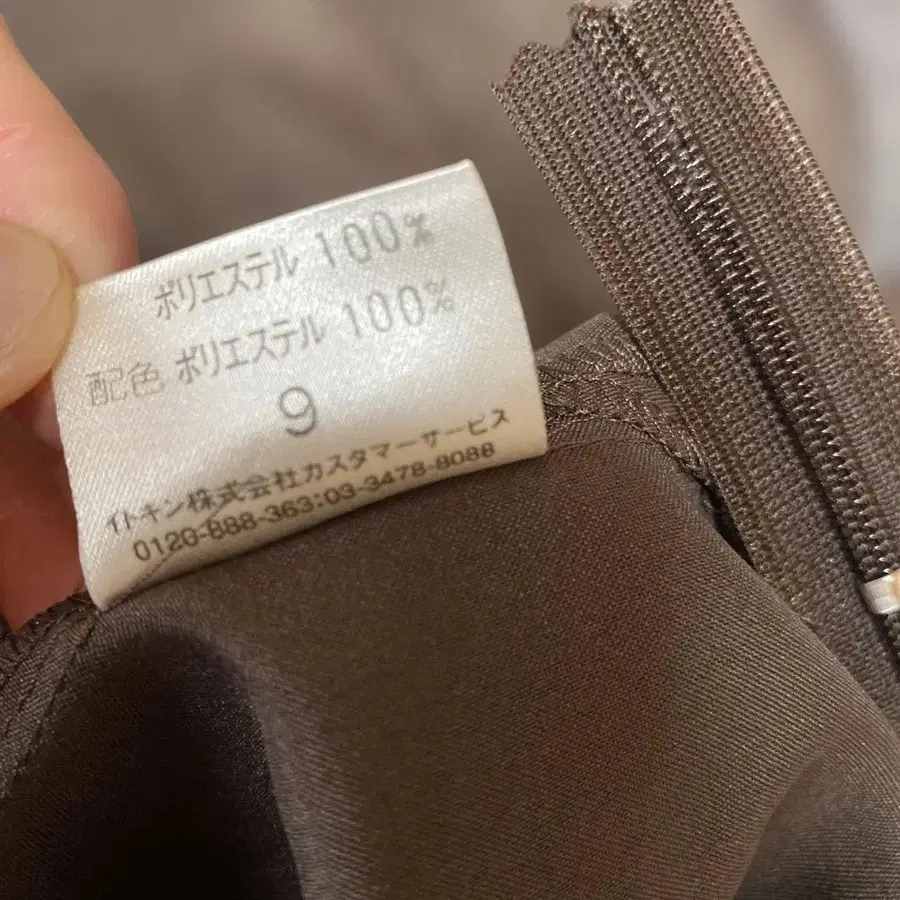 ポリエステル 100%
配色 ポリエステル 100%
9
イトキン株式会社カスタマーサービス
0120-888-363:03-3478-8088